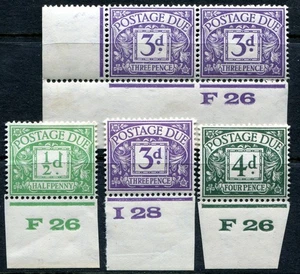 POSTAGE DUE POSTAGE DUE
3d 3d
THREE PENCE THREE PENCE
F 26
POSTAGE DUE POSTAGE DUE POSTAGE DUE
½d 3d 4d
HALFPENNY THREE PENCE FOUR PENCE
F 26 I 28 F 26